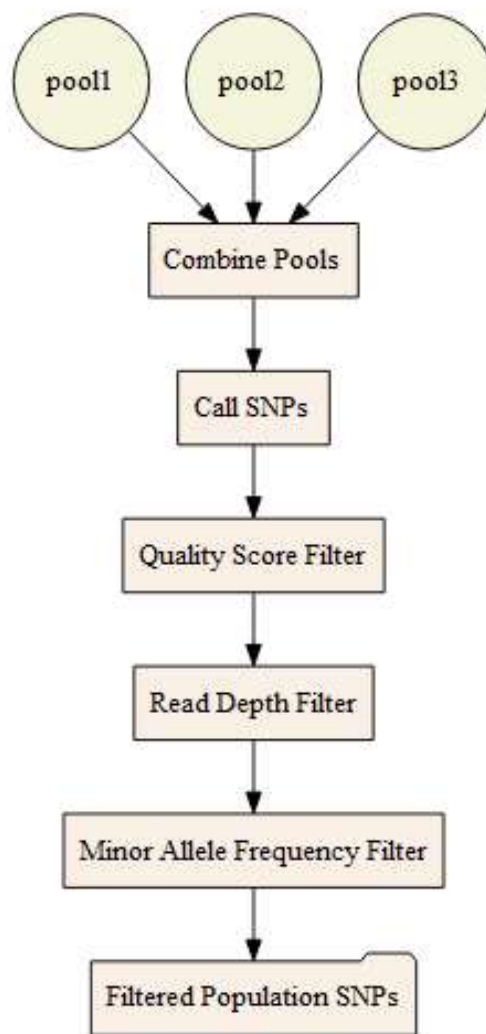 pool1
pool2
pool3
Combine Pools
Call SNPs
Quality Score Filter
Read Depth Filter
Minor Allele Frequency Filter
Filtered Population SNPs